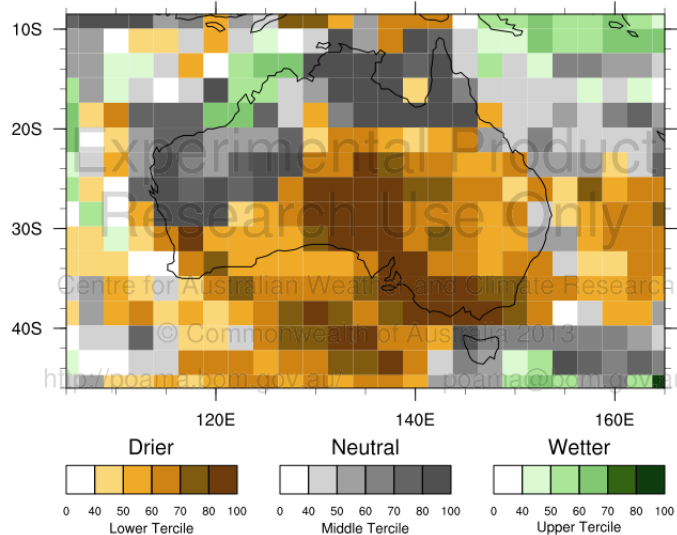 10S
20S
30S
40S
Experimental Product
Research Use Only
Centre for Australian Weather and Climate Research
© Commonwealth of Australia 2013
http://poama.bom.gov.au/ poama@bom.gov.au
120E 140E 160E
Drier Neutral Wetter
0 40 50 60 70 80 100 0 40 50 60 70 80 100 0 40 50 60 70 80 100
Lower Tercile Middle Tercile Upper Tercile